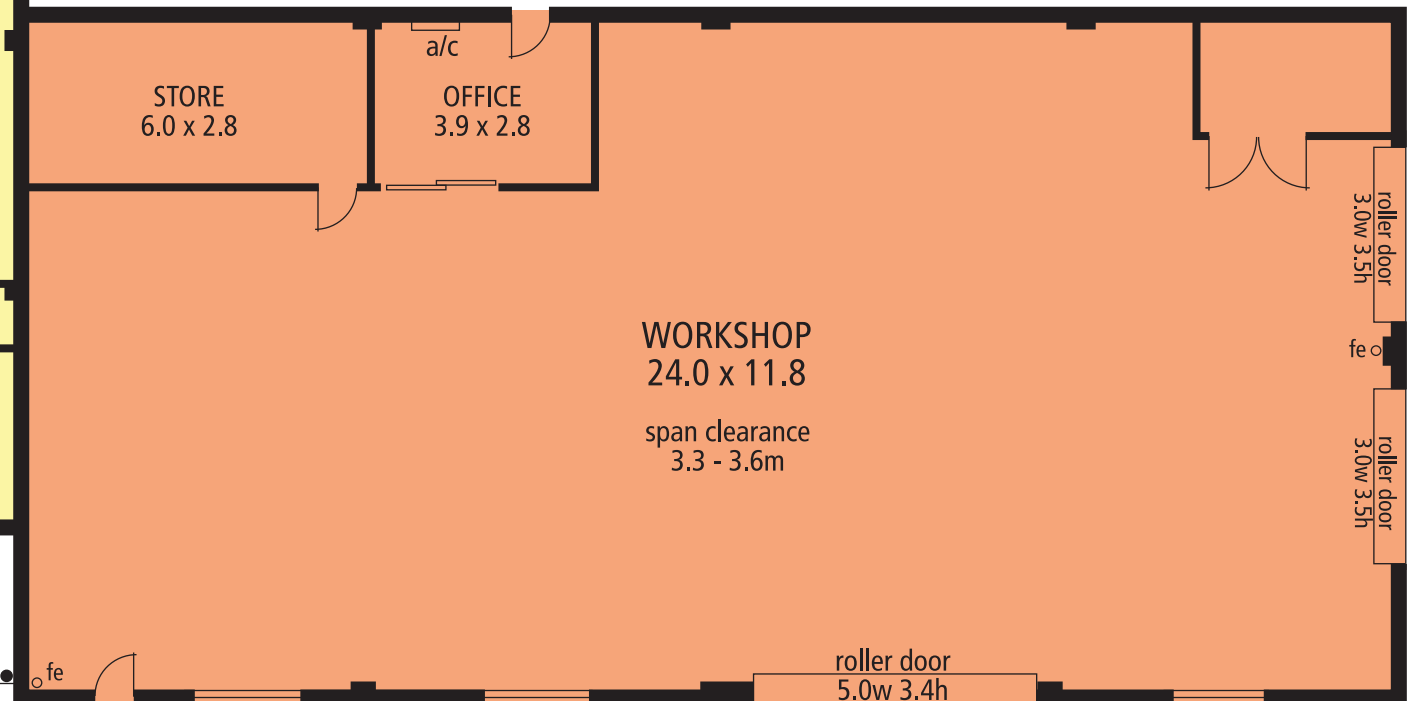 a/c
STORE
6.0 x 2.8
OFFICE
3.9 x 2.8
roller door
3.0w 3.5h
WORKSHOP
24.0 x 11.8
fe
span clearance
3.3 - 3.6m
roller door
3.0w 3.5h
fe
roller door
5.0w 3.4h